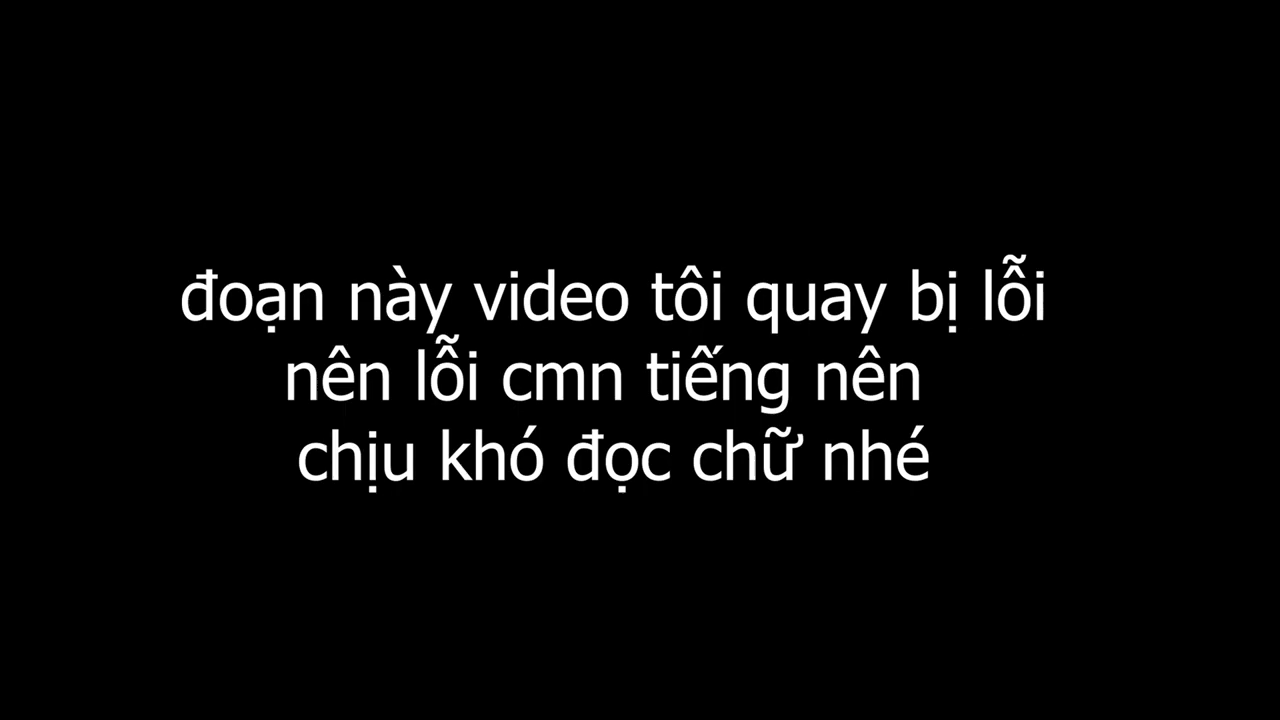 đoạn này video tôi quay bị lỗi
nên lỗi cmn tiếng nên
chịu khó đọc chữ nhé